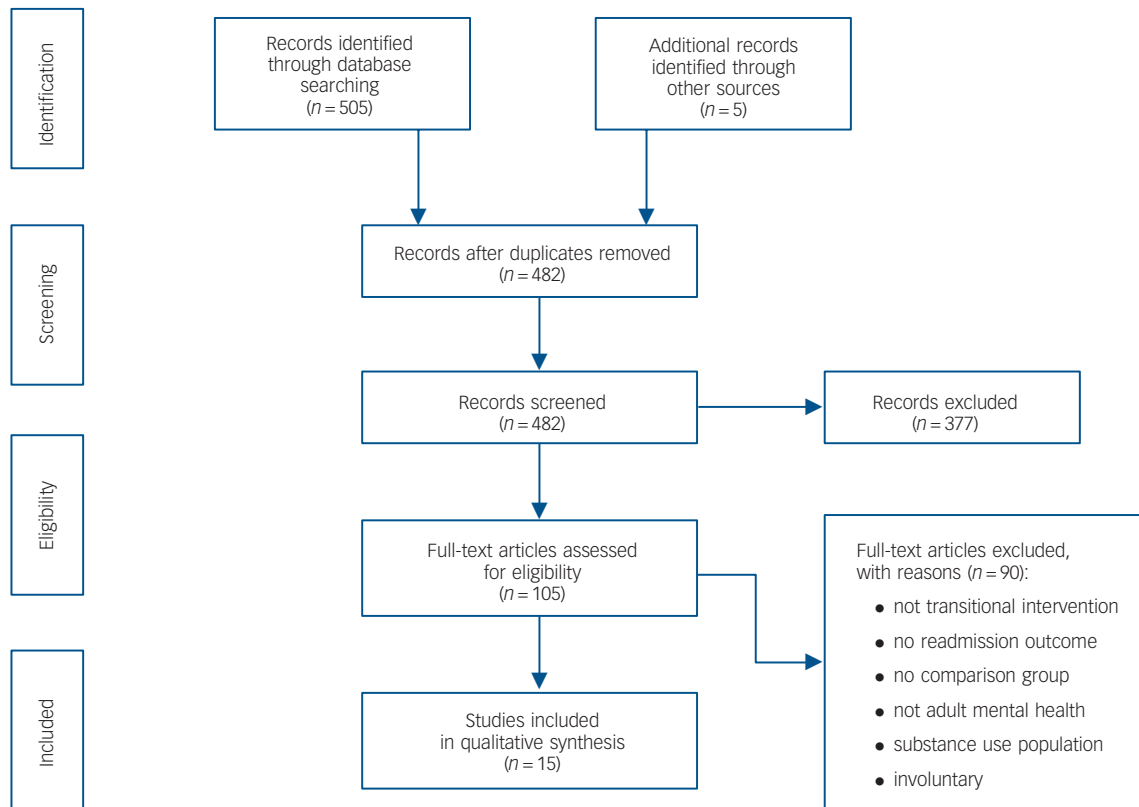 Identification
Records identified
through database
searching
(n = 505)
Additional records
identified through
other sources
(n = 5)
Screening
Records after duplicates removed
(n = 482)
Records screened
(n = 482)
Records excluded
(n = 377)
Eligibility
Full-text articles assessed
for eligibility
(n = 105)
Full-text articles excluded,
with reasons (n = 90):
• not transitional intervention
• no readmission outcome
• no comparison group
• not adult mental health
• substance use population
• involuntary
Included
Studies included
in qualitative synthesis
(n = 15)